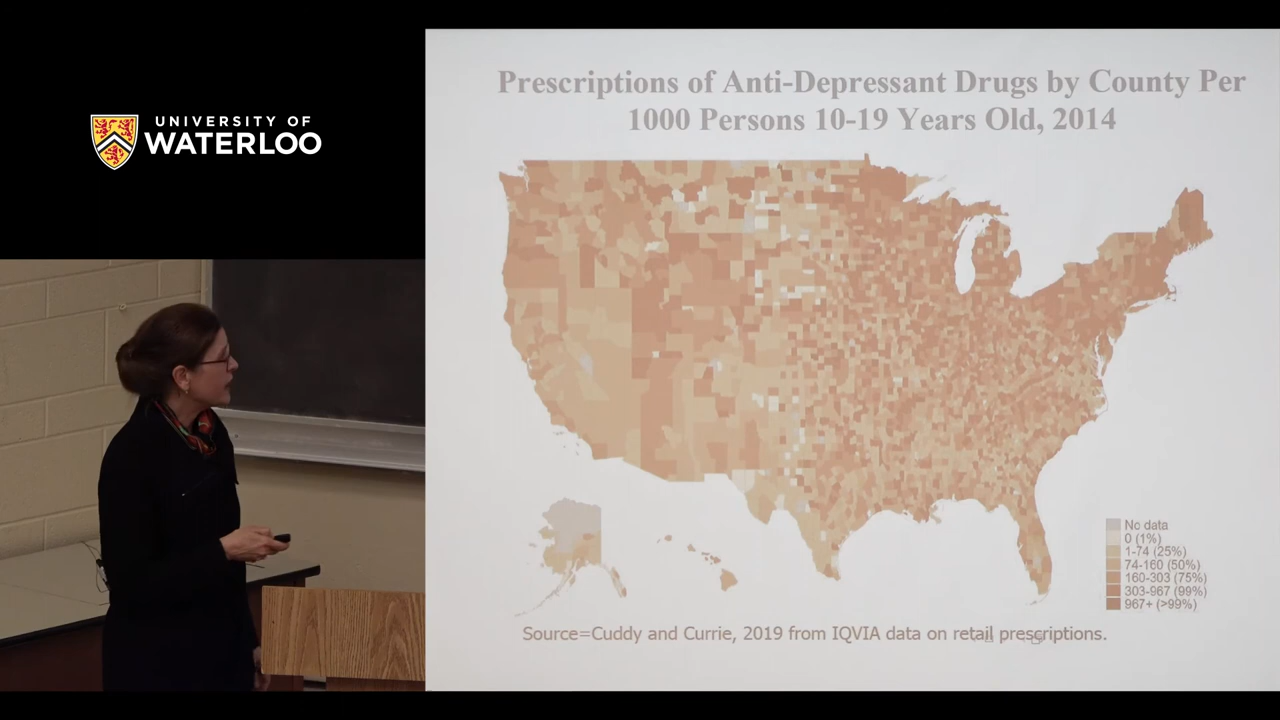 UNIVERSITY OF
WATERLOO
Prescriptions of Anti-Depressant Drugs by County Per
1000 Persons 10-19 Years Old, 2014
No data
0 (1%)
1-74 (25%)
74-160 (50%)
160-303 (75%)
303-967 (99%)
967+ (>99%)
Source=Cuddy and Currie, 2019 from IQVIA data on retail prescriptions.